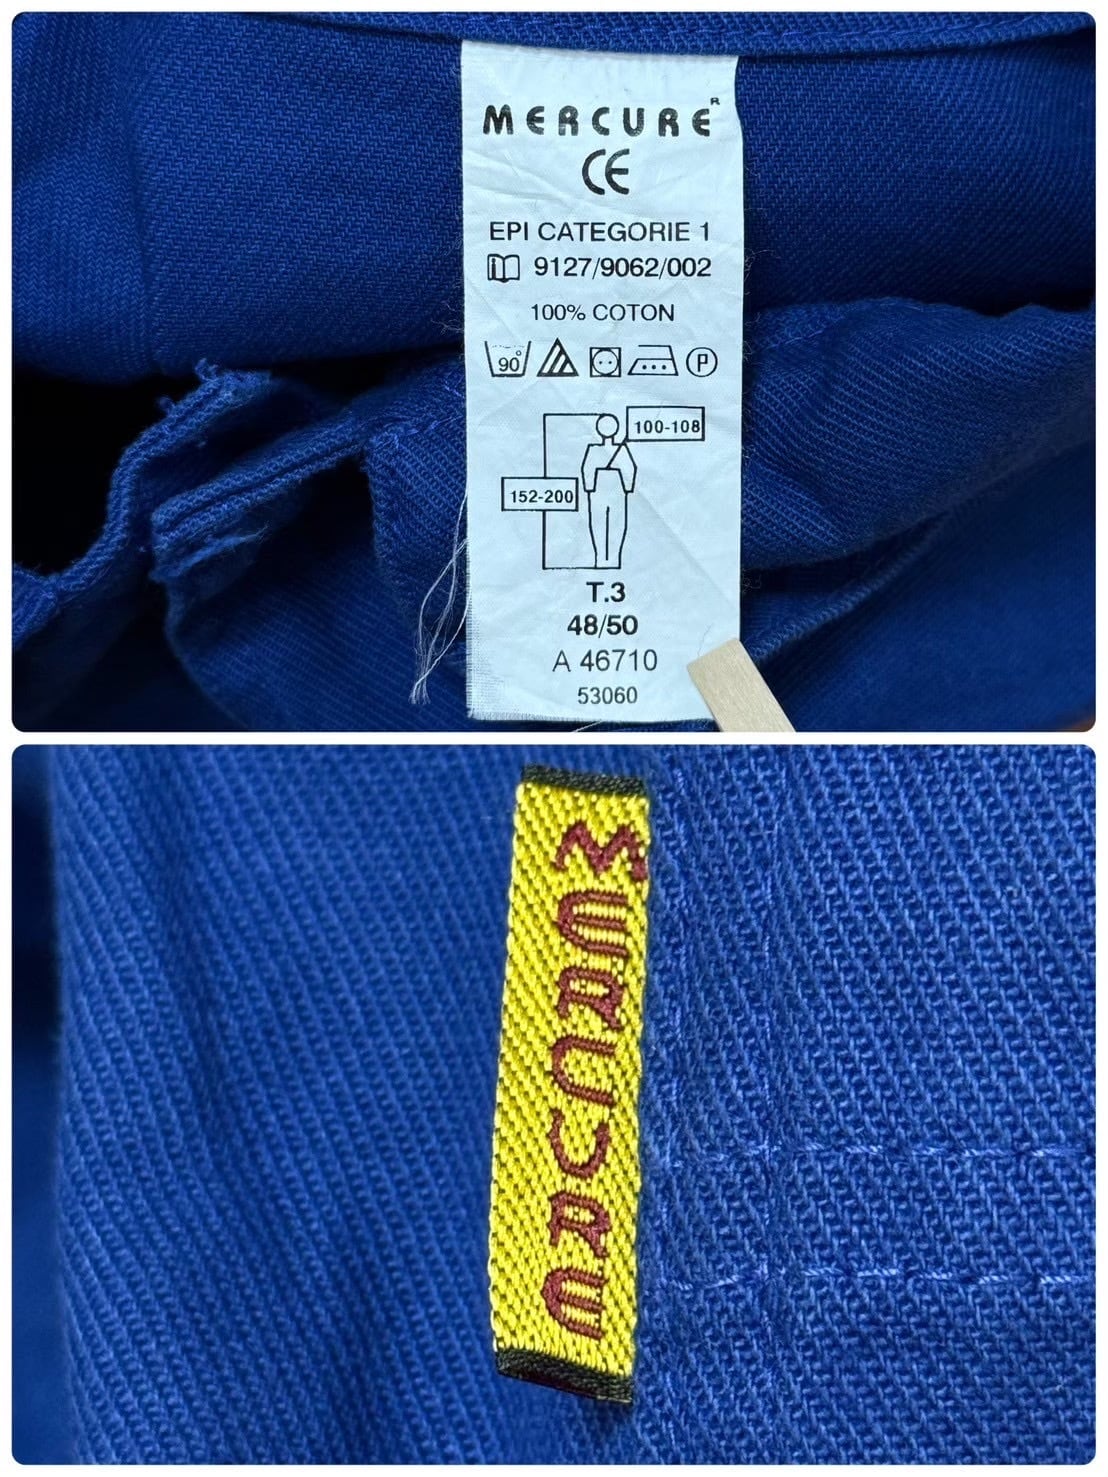 MERCURE R
CE
EPI CATEGORIE 1
9127/9062/002
100% COTON
90° P
100-108
152-200
T.3
48/50
A 46710
53060
MERCURE